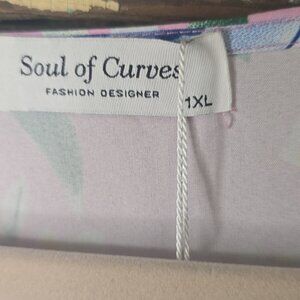 Soul of Curves
FASHION DESIGNER
1XL